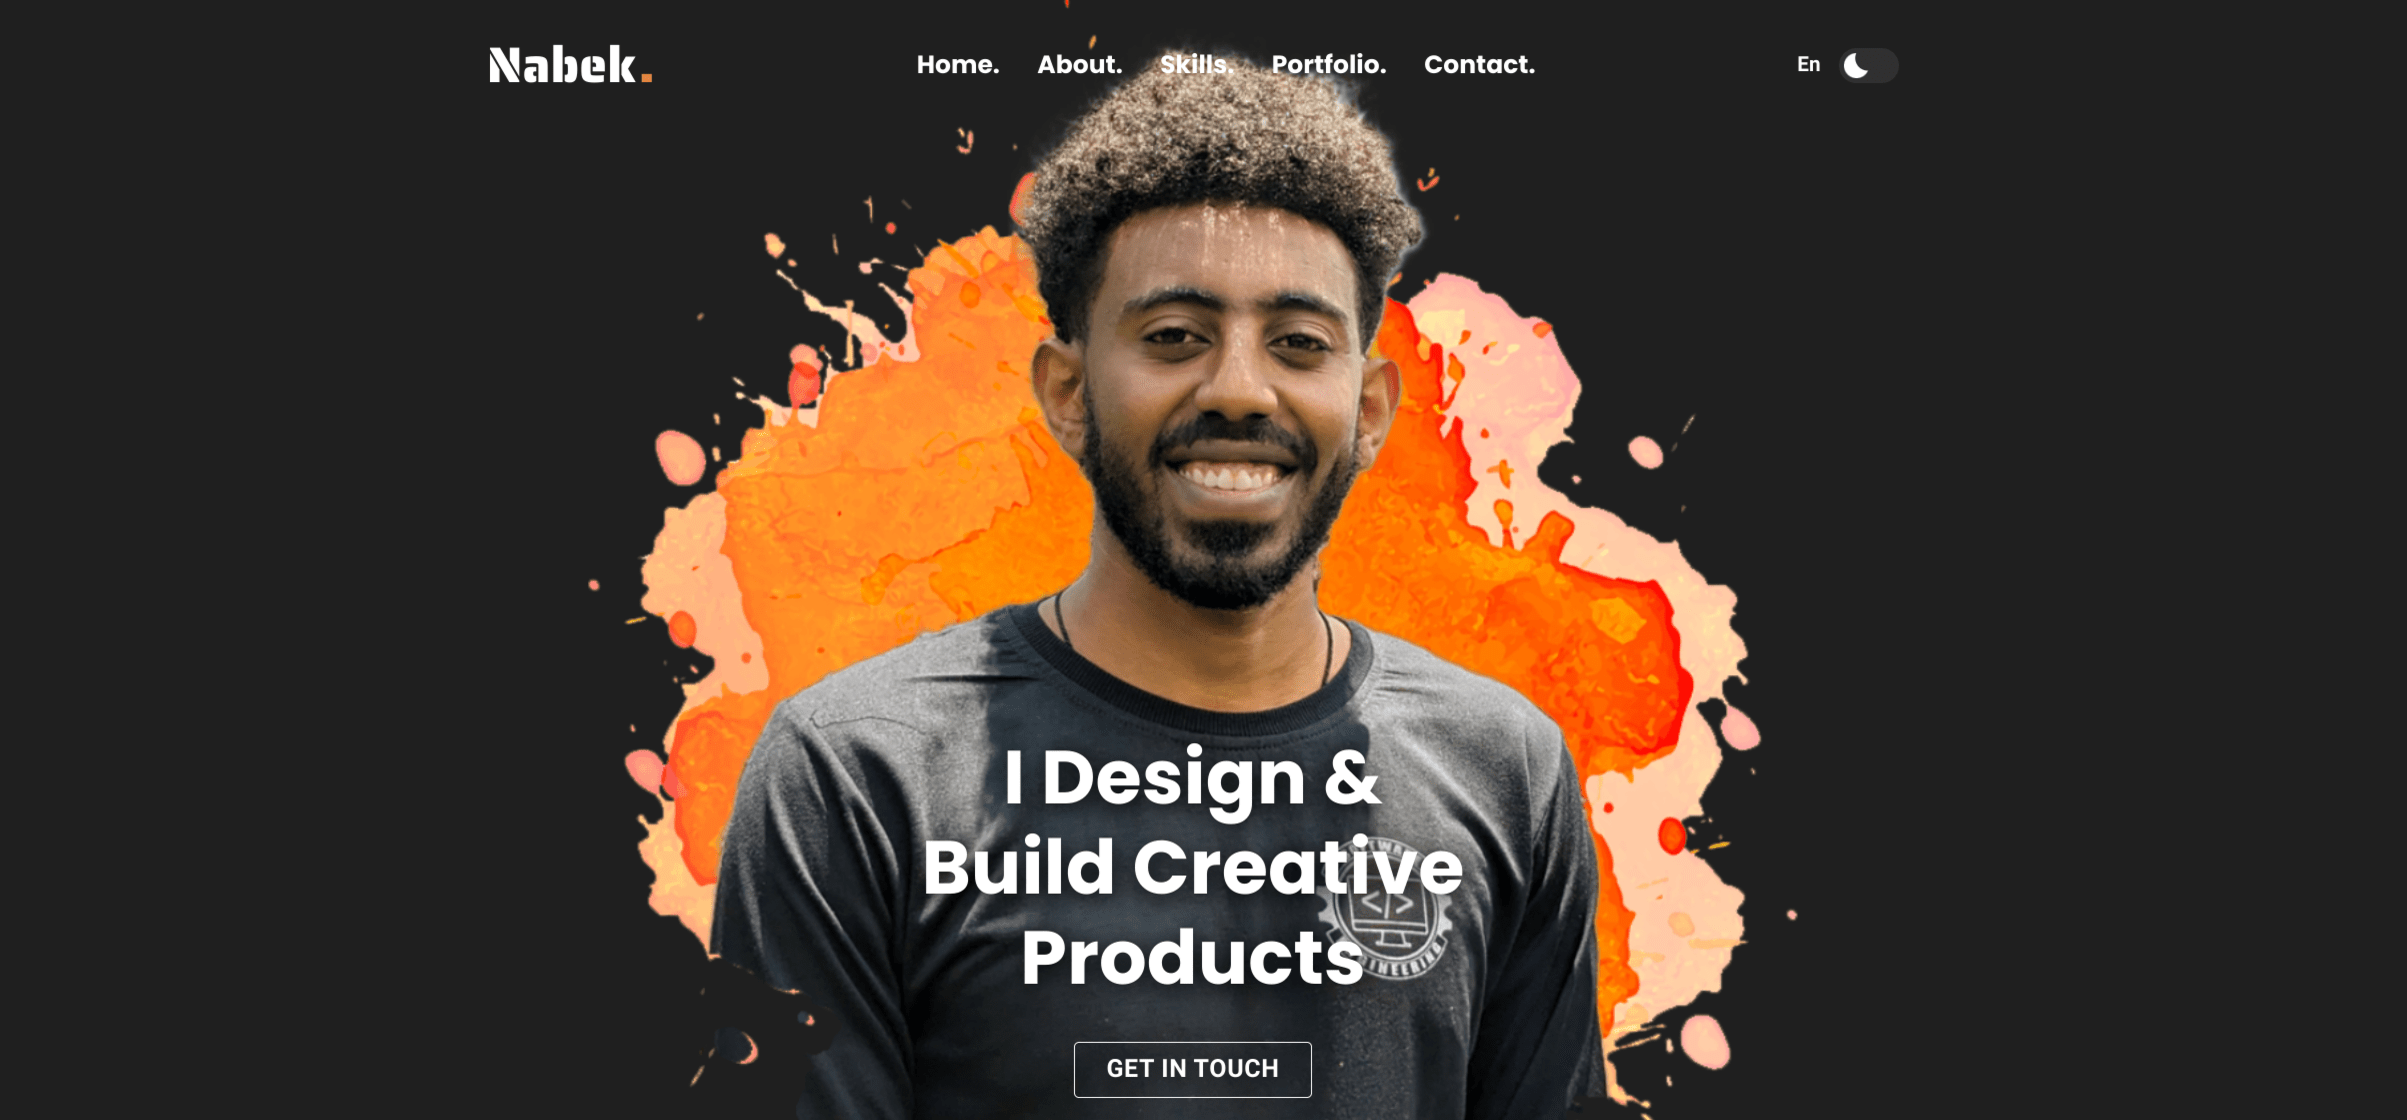 Nabek.
Home. About. Skills. Portfolio. Contact.
En
I Design &
Build Creative
Products
GET IN TOUCH